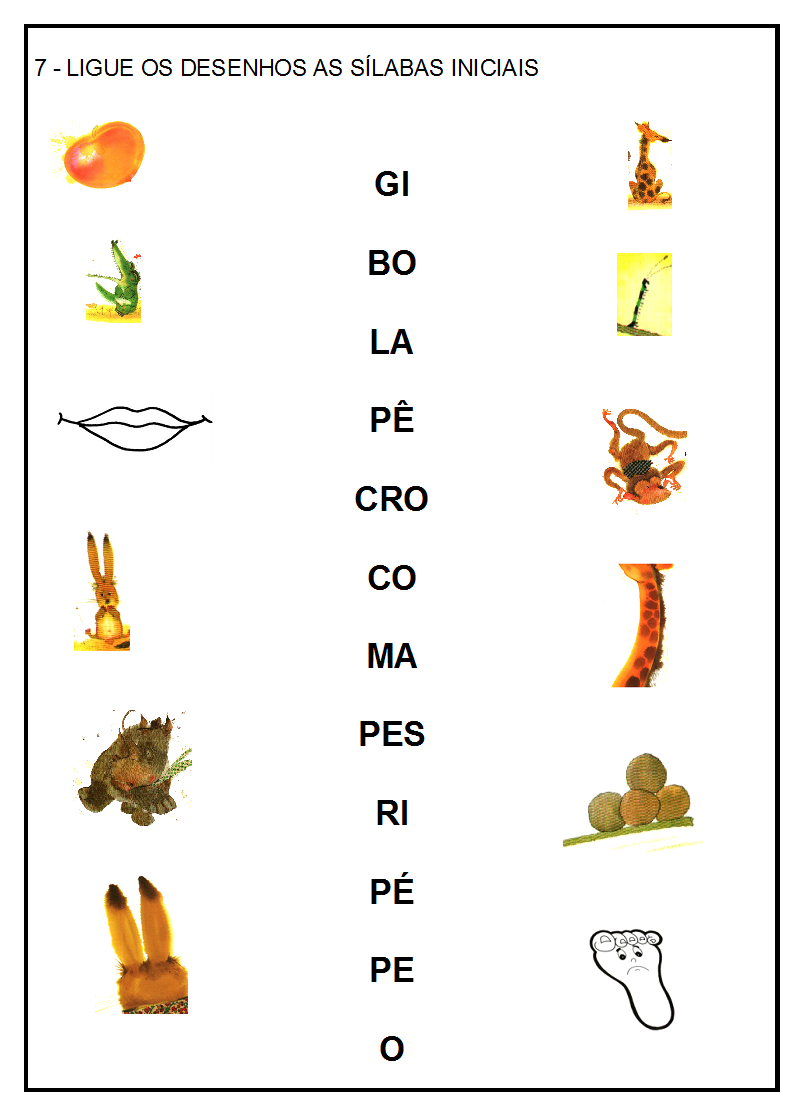 7 - LIGUE OS DESENHOS AS SÍLABAS INICIAIS
GI
BO
LA
PÊ
CRO
CO
MA
PES
RI
PÉ
PE
O